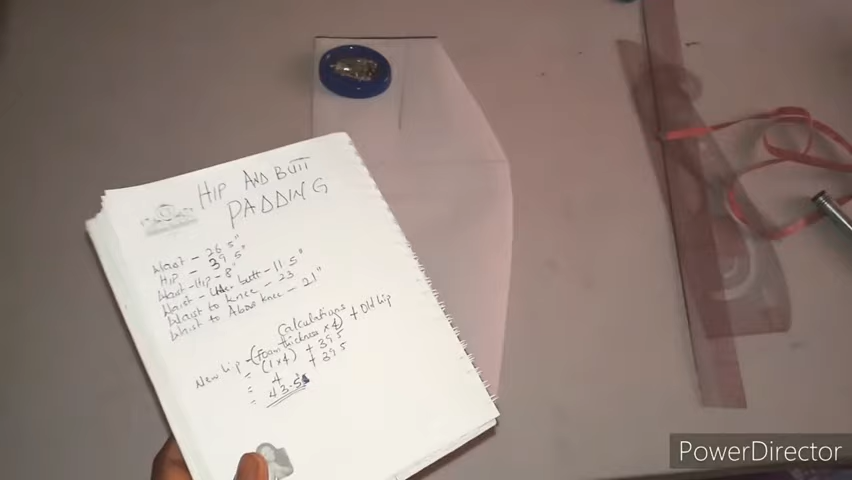 HIP AND BUTT
PADDING
Waist - 26.5"
Hip - 39.5"
Waist-Hip - 8"
Waist - Under butt - 11.5"
Waist to Knee - 23
Waist to Above knee - 21"
Calculations
New hip - (Foam thickness x 4) + Old hip
= (1 x 4) + 39.5
= 4 + 39.5
= 43.5
PowerDirector